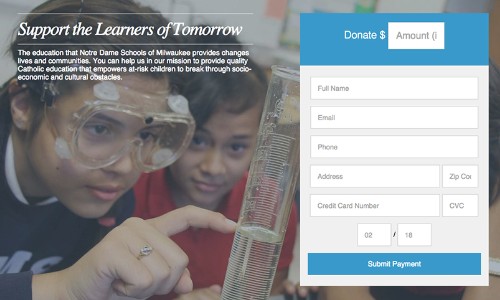 Support the Learners of Tomorrow
The education that Notre Dame Schools of Milwaukee provides changes
lives and communities. You can help us in our mission to provide quality
Catholic education that empowers at-risk children to break through socio-
economic and cultural obstacles.
Donate $ Amount (i
Full Name
Email
Phone
Address Zip Co
Credit Card Number CVC
02 / 18
Submit Payment